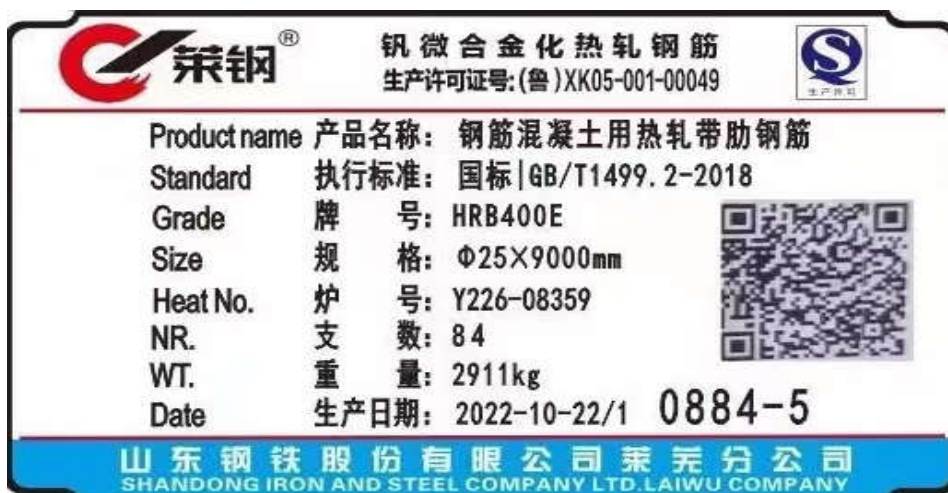 莱钢®
钒微合金化热轧钢筋
生产许可证号:(鲁)XK05-001-00049
生产许可
Product name 产品名称: 钢筋混凝土用热轧带肋钢筋
Standard 执行标准: 国标|GB/T1499.2-2018
Grade 牌号: HRB400E
Size 规格: Φ25×9000mm
Heat No. 炉号: Y226-08359
NR. 支数: 84
WT. 重量: 2911kg
Date 生产日期: 2022-10-22/1 0884-5
山东钢铁股份有限公司莱芜分公司
SHANDONG IRON AND STEEL COMPANY LTD.LAIWU COMPANY